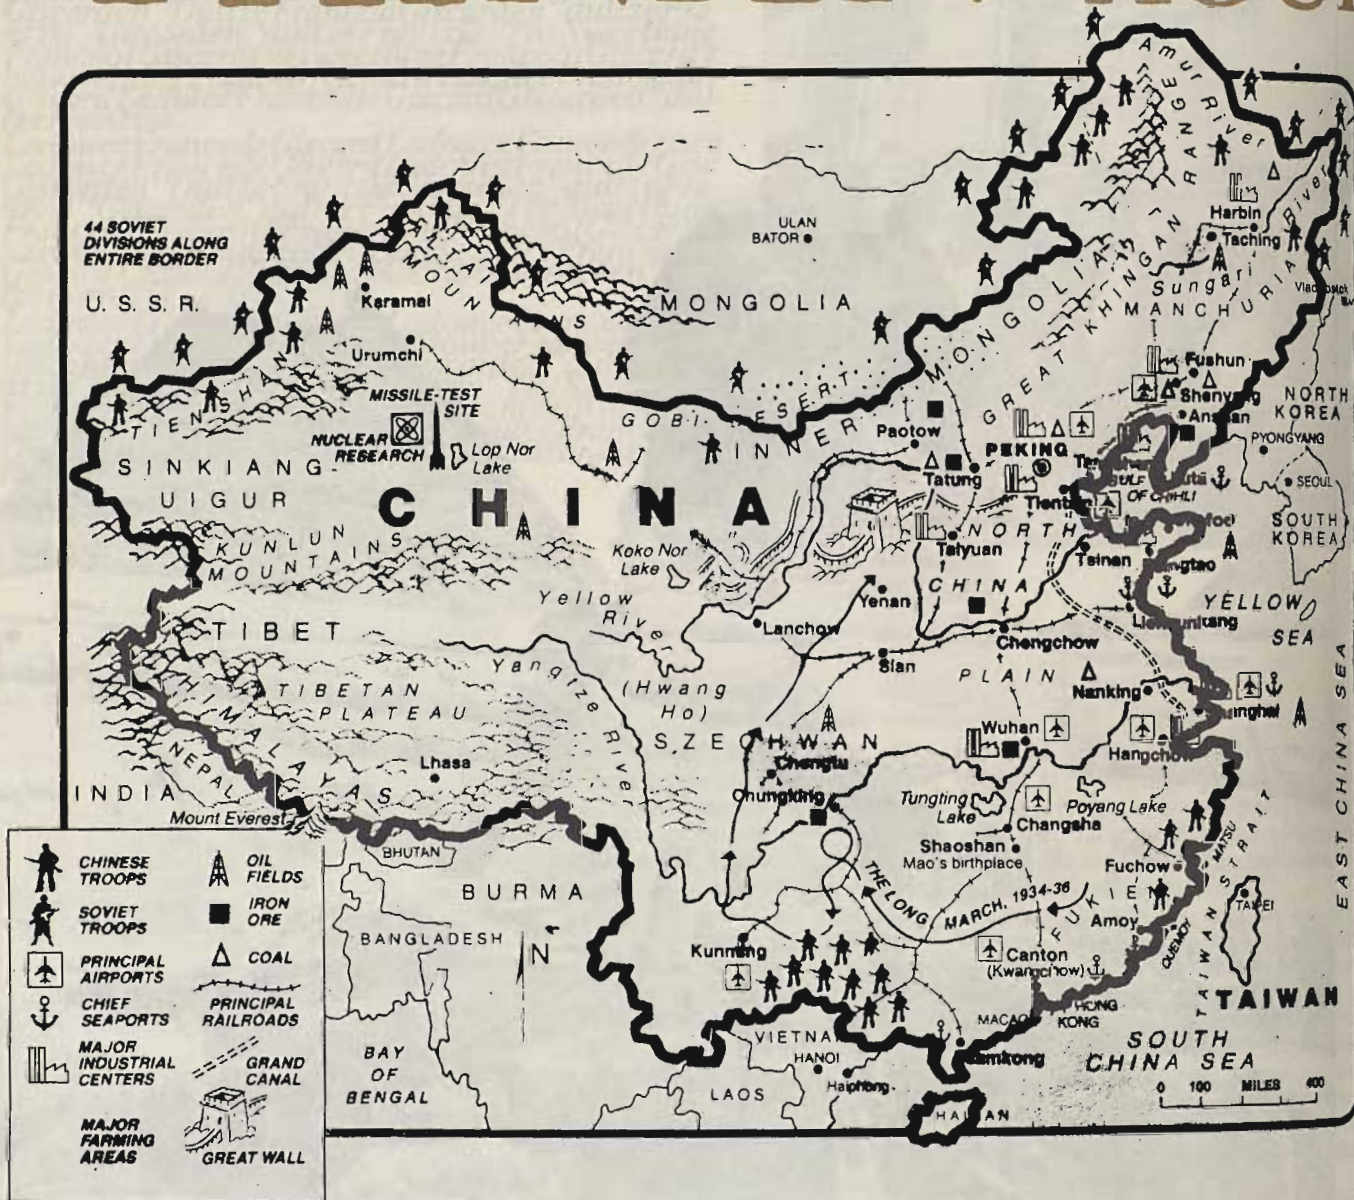 Amur River
RANGE
44 SOVIET
DIVISIONS ALONG
ENTIRE BORDER
U. S. S. R.
ULAN
BATOR
Harbin
Taching
River
Sungari
MANCHURIA
ALTAI
MOUNTAINS
Karamai
MONGOLIA
Urumchi
GREAT KHINGAN
Fushun
Shenyang
Anshan
NORTH
KOREA
PYONGYANG
SEOUL
SOUTH
KOREA
TIEN SHAN
MISSILE-TEST
SITE
NUCLEAR
RESEARCH
Lop Nor
Lake
GOBI DESERT
INNER MONGOLIA
Paotow
PEKING
Tatung
GULF
OF CHIHLI
SINKIANG-
UIGUR
CHINA
KUNLUN
MOUNTAINS
Koko Nor
Lake
Taiyuan
NORTH
CHINA
PLAIN
Tsinan
Yellow
River
(Hwang
Ho)
Yenan
Lanchow
Chengchow
Sian
YELLOW
SEA
TIBET
TIBETAN
PLATEAU
Yangtze
River
HIMALAYAS
NEPAL
Lhasa
INDIA
Mount Everest
SZECHWAN
Chengtu
Chungking
Nanking
Wuhan
Hangchow
EAST CHINA SEA
Tungting
Lake
Poyang Lake
Changsha
Shaoshan
Mao's birthplace
Fuchow
MATSU
TAIWAN STRAIT
BHUTAN
BURMA
BANGLADESH
N
THE LONG MARCH, 1934-36
FUKIEN
Amoy
QUEMOY
TAIPEI
TAIWAN
Kunming
Canton
(Kwangchow)
HONG
KONG
MACAO
VIETNAM
HANOI
Haiphong
LAOS
BAY
OF
BENGAL
SOUTH
CHINA SEA
0 100 MILES 400
CHINESE
TROOPS
SOVIET
TROOPS
PRINCIPAL
AIRPORTS
CHIEF
SEAPORTS
MAJOR
INDUSTRIAL
CENTERS
MAJOR
FARMING
AREAS
OIL
FIELDS
IRON
ORE
COAL
PRINCIPAL
RAILROADS
GRAND
CANAL
GREAT WALL